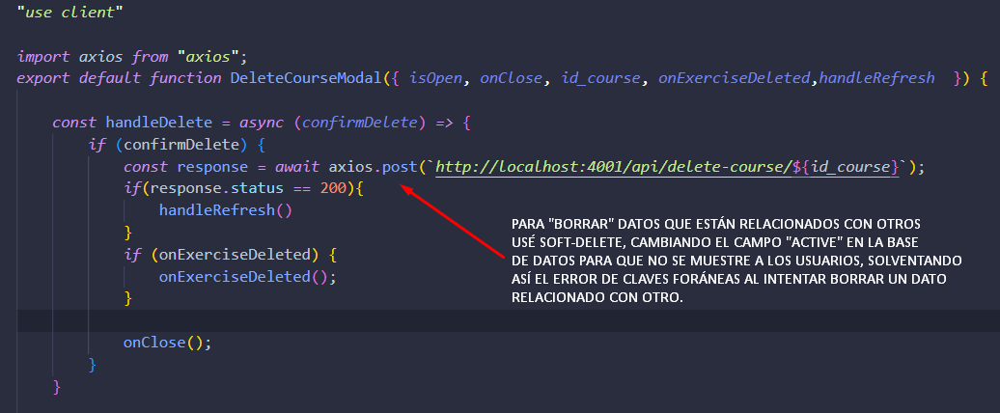 "use client"
import axios from "axios";
export default function DeleteCourseModal({ isOpen, onClose, id_course, onExerciseDeleted,handleRefresh  }) {
const handleDelete = async (confirmDelete) => {
if (confirmDelete) {
const response = await axios.post(`http://localhost:4001/api/delete-course/${id_course}`);
if(response.status == 200){
handleRefresh()
}
if (onExerciseDeleted) {
onExerciseDeleted();
}
onClose();
}
}
PARA "BORRAR" DATOS QUE ESTÁN RELACIONADOS CON OTROS
USÉ SOFT-DELETE, CAMBIANDO EL CAMPO "ACTIVE" EN LA BASE
DE DATOS PARA QUE NO SE MUESTRE A LOS USUARIOS, SOLVENTANDO
ASÍ EL ERROR DE CLAVES FORÁNEAS AL INTENTAR BORRAR UN DATO
RELACIONADO CON OTRO.